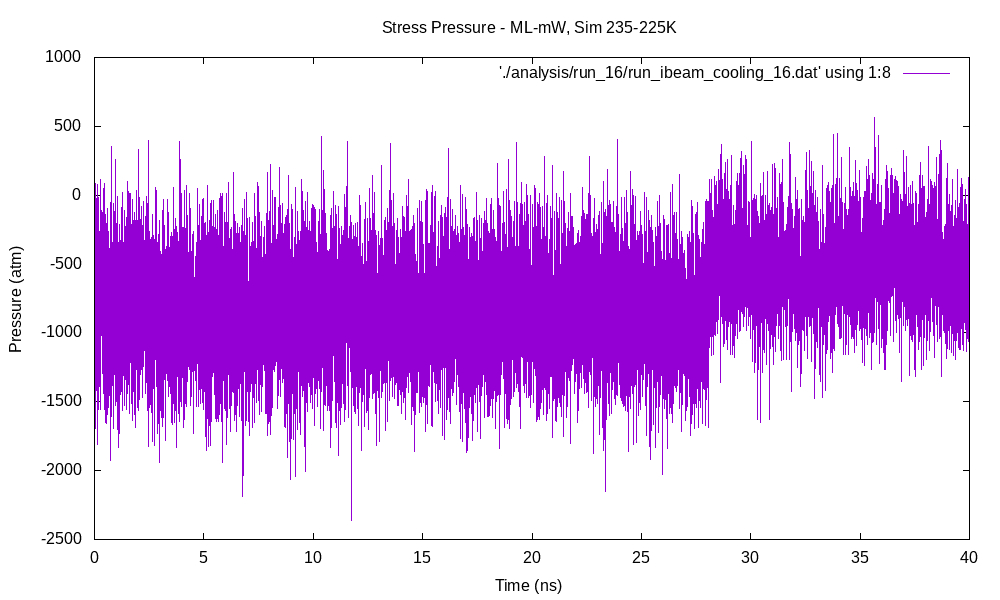 Stress Pressure - ML-mW, Sim 235-225K
'./analysis/run_16/run_ibeam_cooling_16.dat' using 1:8
1000
500
0
-500
-1000
-1500
-2000
-2500
Pressure (atm)
0 5 10 15 20 25 30 35 40
Time (ns)